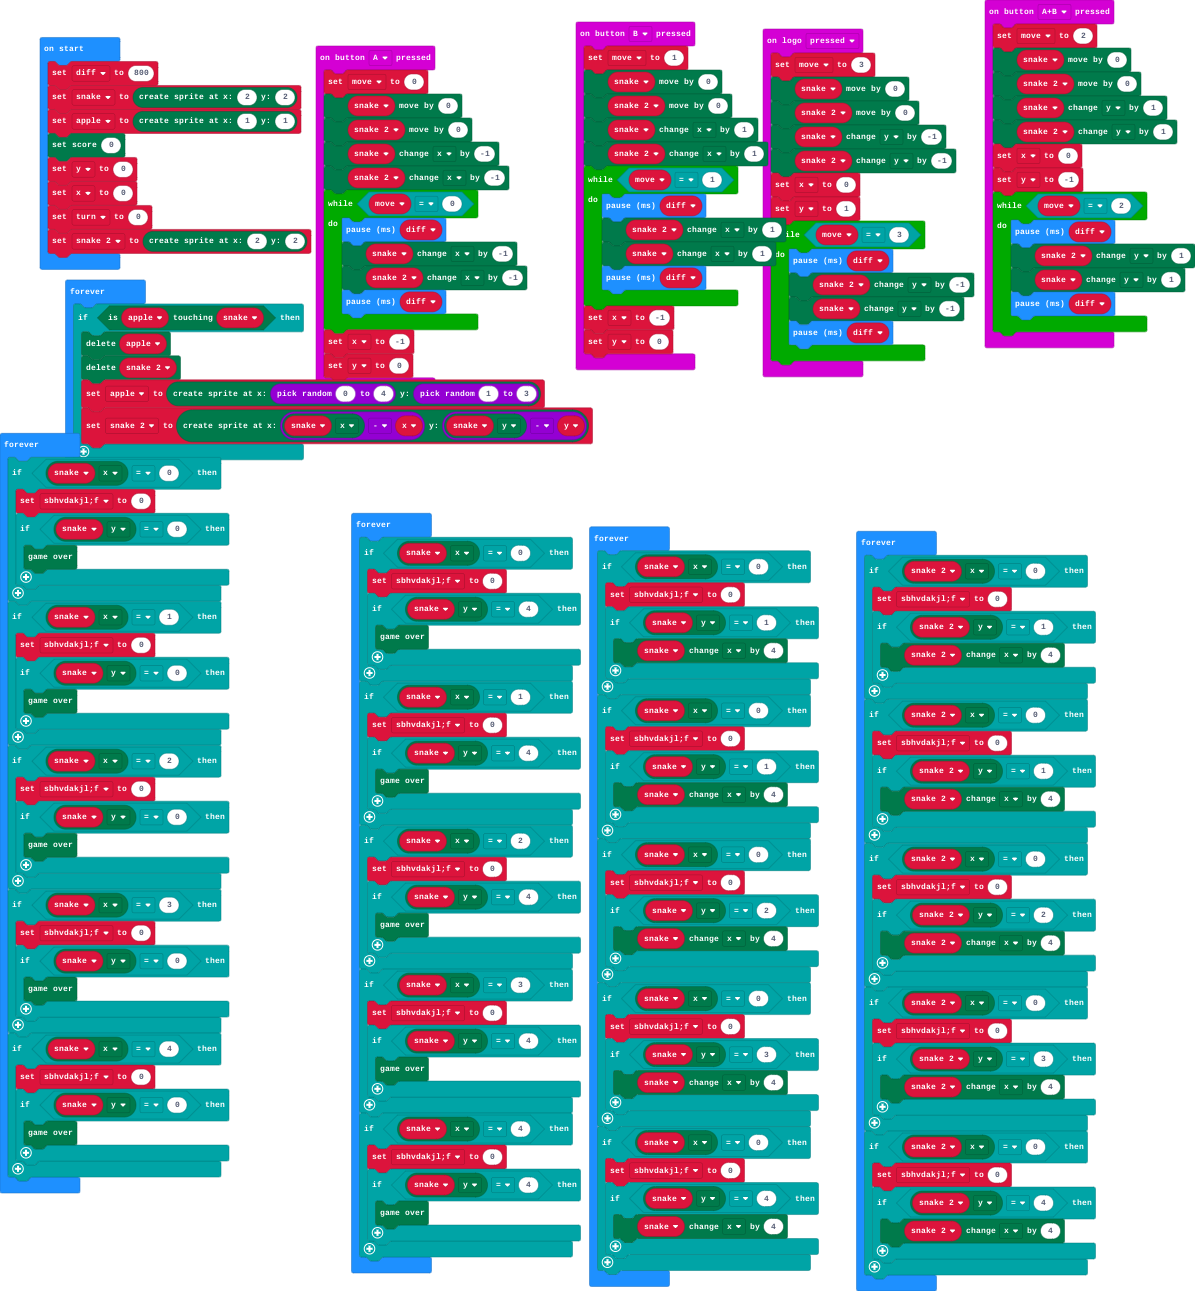 on start
set diff to 800
set snake to create sprite at x: 2 y: 2
set apple to create sprite at x: 1 y: 1
set score 0
set y to 0
set x to 0
set turn to 0
set snake 2 to create sprite at x: 2 y: 2
on button A pressed
set move to 0
snake move by 0
snake 2 move by 0
snake change x by -1
snake 2 change x by -1
while move = 0
do
pause (ms) diff
snake change x by -1
snake 2 change x by -1
pause (ms) diff
set x to -1
set y to 0
on button B pressed
set move to 1
snake move by 0
snake 2 move by 0
snake change x by 1
snake 2 change x by 1
while move = 1
do
pause (ms) diff
snake 2 change x by 1
snake change x by 1
pause (ms) diff
set x to -1
set y to 0
on logo pressed
set move to 3
snake move by 0
snake 2 move by 0
snake change y by -1
snake 2 change y by -1
set x to 0
set y to 1
ile move = 3
do
pause (ms) diff
snake 2 change y by -1
snake change y by -1
pause (ms) diff
on button A+B pressed
set move to 2
snake move by 0
snake 2 move by 0
snake change y by 1
snake 2 change y by 1
set x to 0
set y to -1
while move = 2
do
pause (ms) diff
snake 2 change y by 1
snake change y by 1
pause (ms) diff
forever
if is apple touching snake then
delete apple
delete snake 2
set apple to create sprite at x: pick random 0 to 4 y: pick random 1 to 3
set snake 2 to create sprite at x: snake x - x y: snake y - y
forever
if snake x = 0 then
set sbhvdakjl;f to 0
if snake y = 0 then
game over
if snake x = 1 then
set sbhvdakjl;f to 0
if snake y = 0 then
game over
if snake x = 2 then
set sbhvdakjl;f to 0
if snake y = 0 then
game over
if snake x = 3 then
set sbhvdakjl;f to 0
if snake y = 0 then
game over
if snake x = 4 then
set sbhvdakjl;f to 0
if snake y = 0 then
game over
forever
if snake x = 0 then
set sbhvdakjl;f to 0
if snake y = 4 then
game over
if snake x = 1 then
set sbhvdakjl;f to 0
if snake y = 4 then
game over
if snake x = 2 then
set sbhvdakjl;f to 0
if snake y = 4 then
game over
if snake x = 3 then
set sbhvdakjl;f to 0
if snake y = 4 then
game over
if snake x = 4 then
set sbhvdakjl;f to 0
if snake y = 4 then
game over
forever
if snake x = 0 then
set sbhvdakjl;f to 0
if snake y = 1 then
snake change x by 4
if snake x = 0 then
set sbhvdakjl;f to 0
if snake y = 1 then
snake change x by 4
if snake x = 0 then
set sbhvdakjl;f to 0
if snake y = 2 then
snake change x by 4
if snake x = 0 then
set sbhvdakjl;f to 0
if snake y = 3 then
snake change x by 4
if snake x = 0 then
set sbhvdakjl;f to 0
if snake y = 4 then
snake change x by 4
forever
if snake 2 x = 0 then
set sbhvdakjl;f to 0
if snake 2 y = 1 then
snake 2 change x by 4
if snake 2 x = 0 then
set sbhvdakjl;f to 0
if snake 2 y = 1 then
snake 2 change x by 4
if snake 2 x = 0 then
set sbhvdakjl;f to 0
if snake 2 y = 2 then
snake 2 change x by 4
if snake 2 x = 0 then
set sbhvdakjl;f to 0
if snake 2 y = 3 then
snake 2 change x by 4
if snake 2 x = 0 then
set sbhvdakjl;f to 0
if snake 2 y = 4 then
snake 2 change x by 4